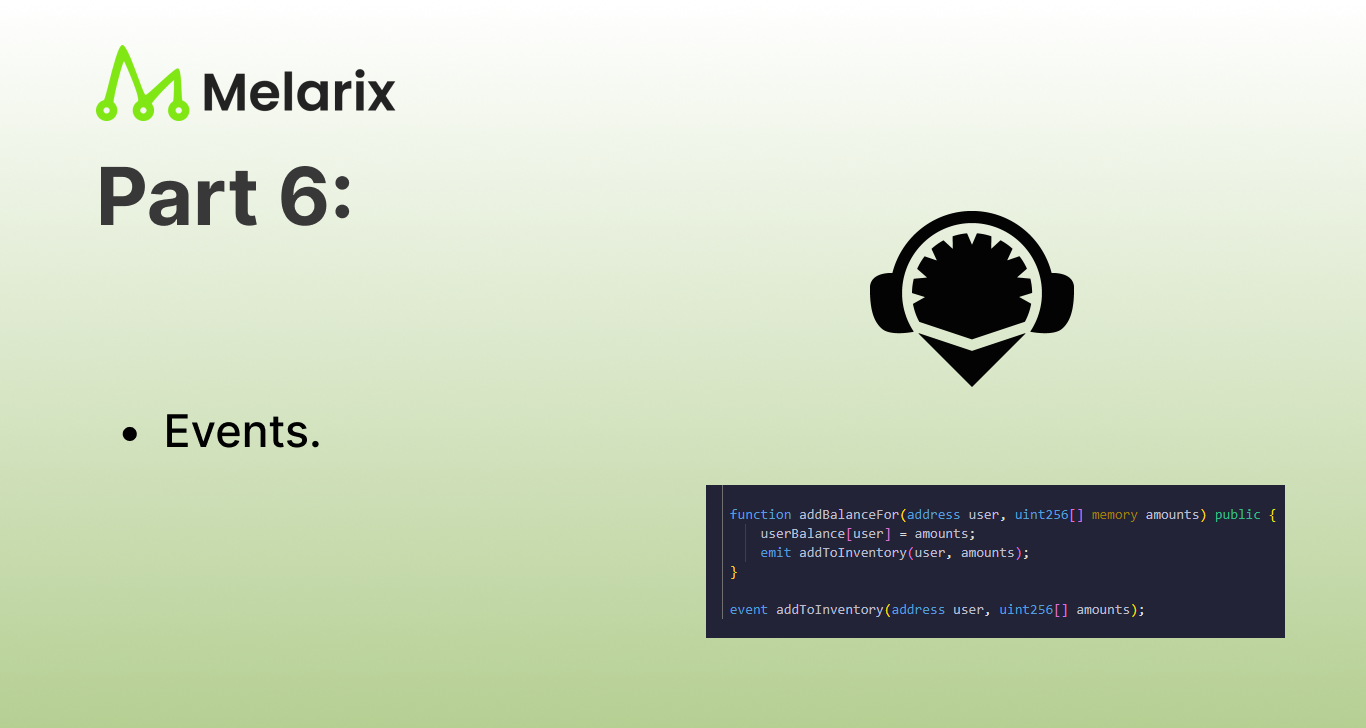 Melarix
Part 6:
• Events.
function addBalanceFor(address user, uint256[] memory amounts) public {
userBalance[user] = amounts;
emit addToInventory(user, amounts);
}
event addToInventory(address user, uint256[] amounts);